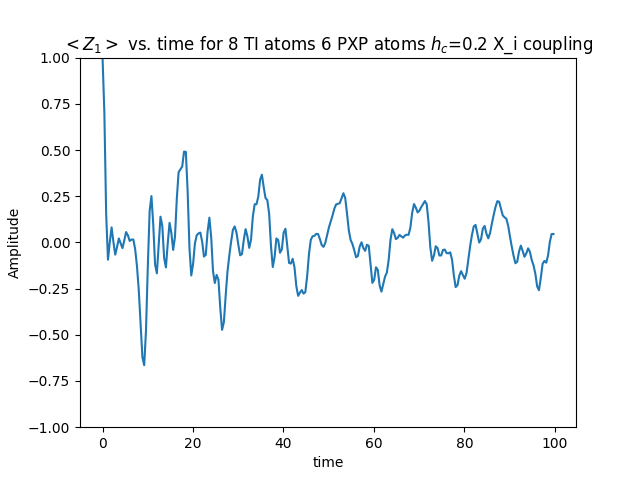 < Z_1 > vs. time for 8 TI atoms 6 PXP atoms h_c=0.2 X_i coupling
1.00
0.75
0.50
0.25
0.00
−0.25
−0.50
−0.75
−1.00
Amplitude
0 20 40 60 80 100
time